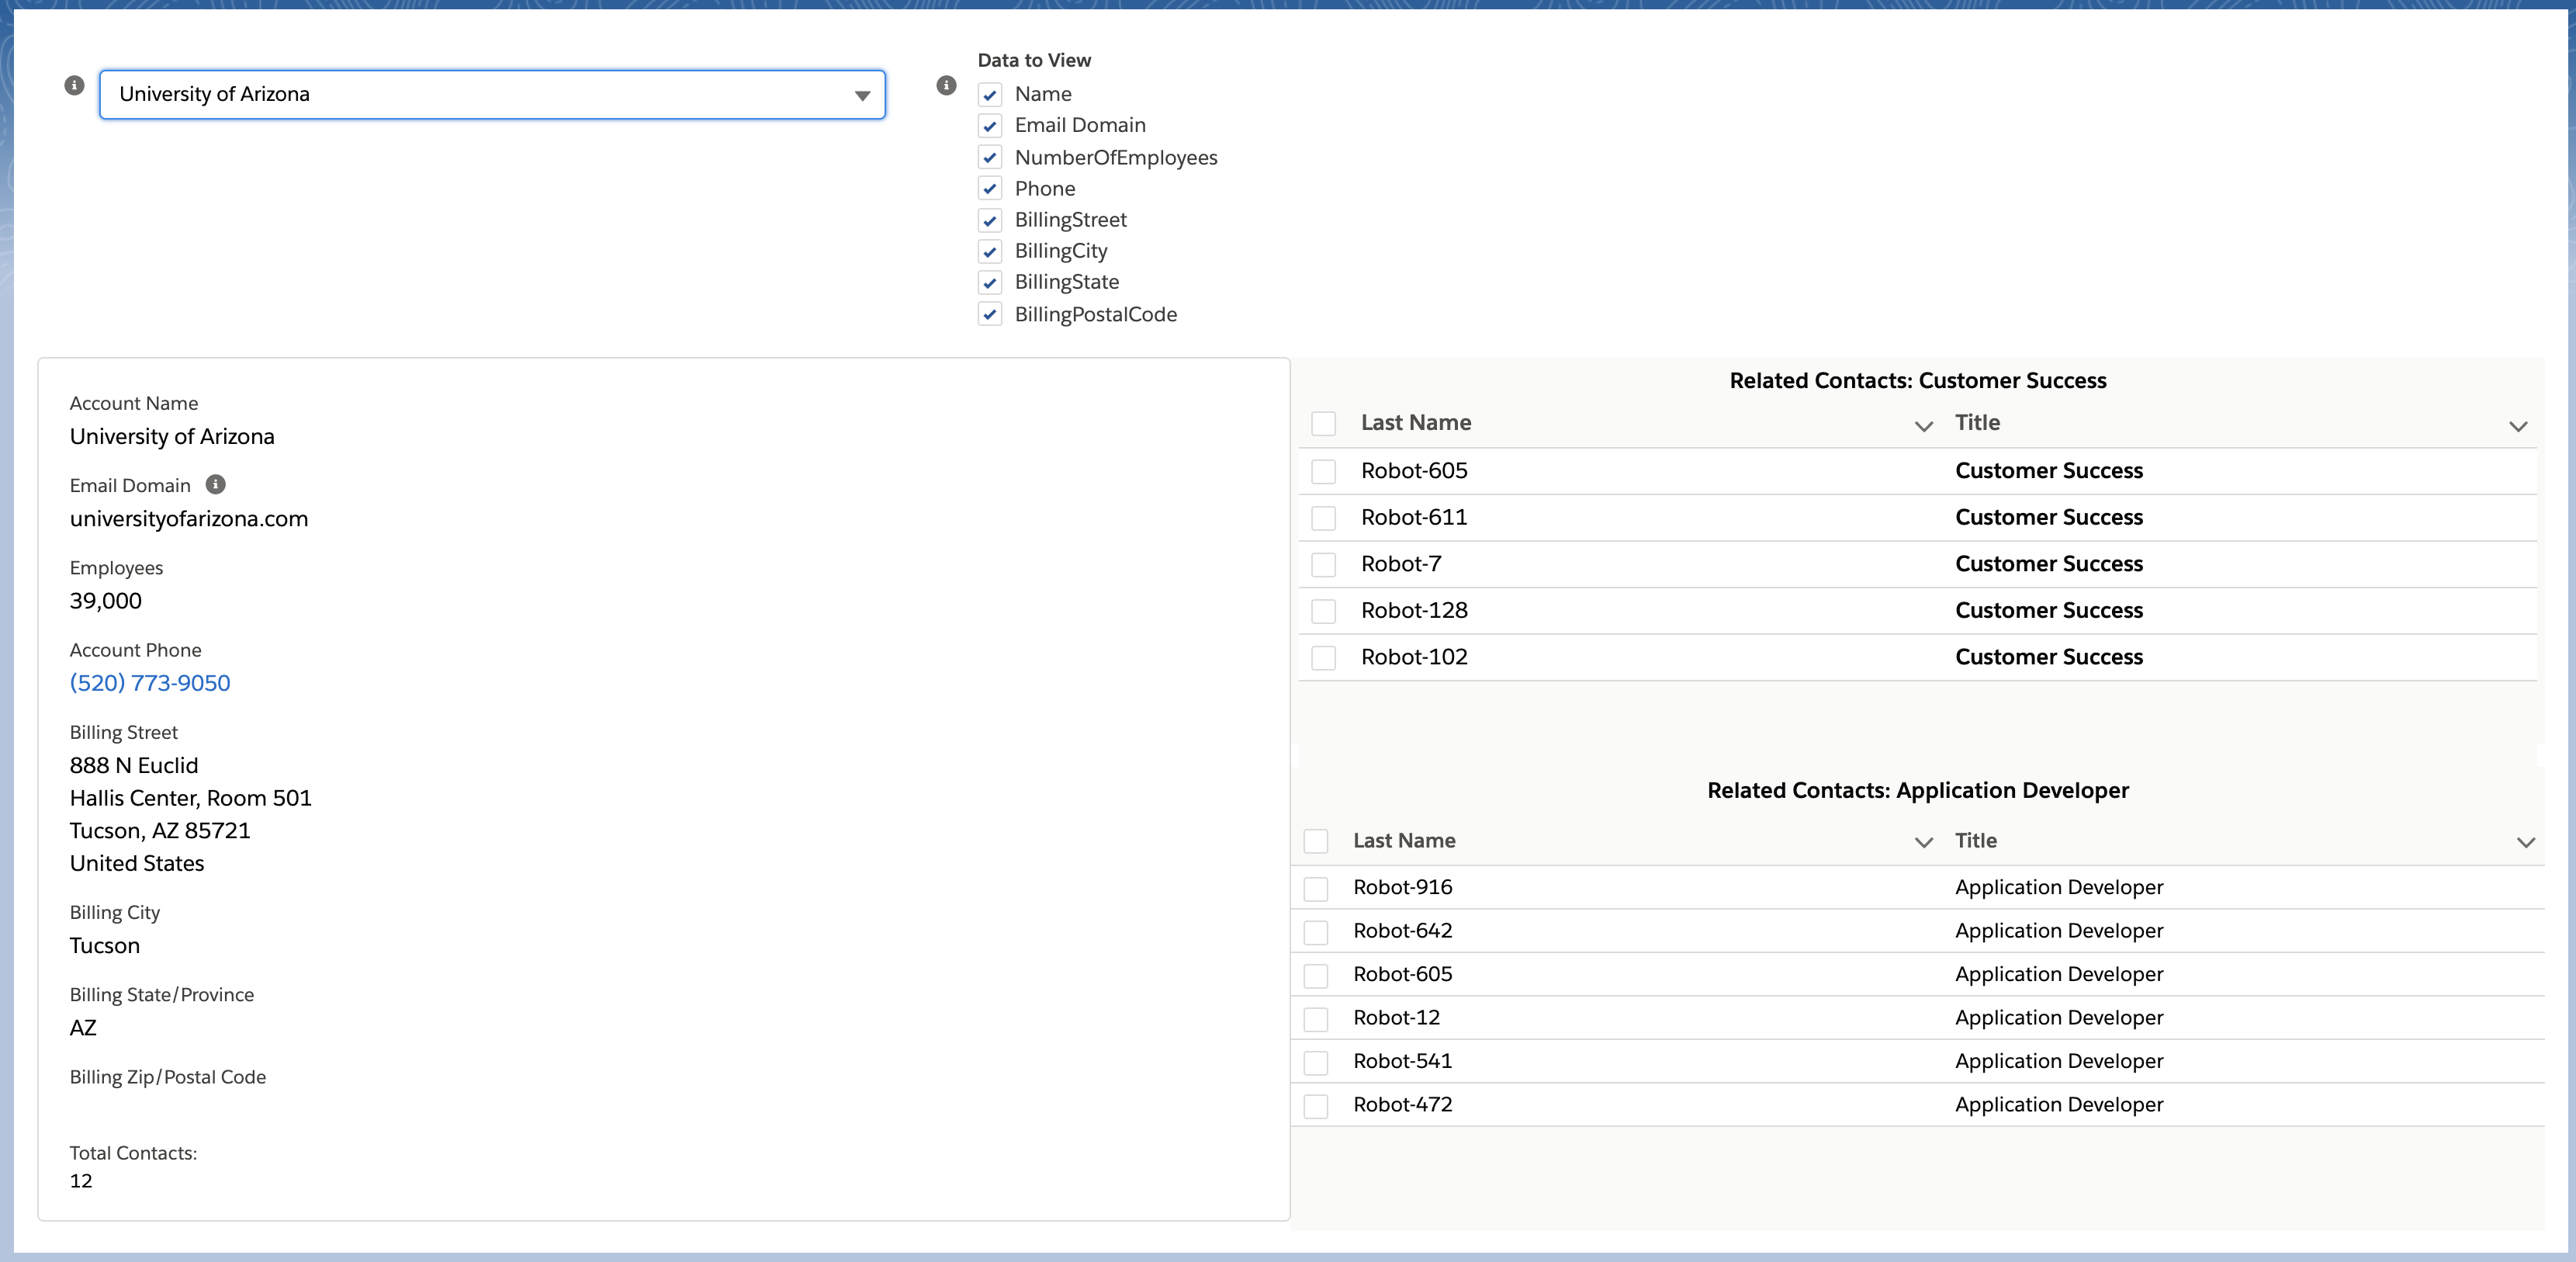 University of Arizona
Data to View
Name
Email Domain
NumberOfEmployees
Phone
BillingStreet
BillingCity
BillingState
BillingPostalCode
Account Name
University of Arizona
Email Domain
universityofarizona.com
Employees
39,000
Account Phone
(520) 773-9050
Billing Street
888 N Euclid
Hallis Center, Room 501
Tucson, AZ 85721
United States
Billing City
Tucson
Billing State/Province
AZ
Billing Zip/Postal Code
Total Contacts:
12
Related Contacts: Customer Success
Last Name Title
Robot-605 Customer Success
Robot-611 Customer Success
Robot-7 Customer Success
Robot-128 Customer Success
Robot-102 Customer Success
Related Contacts: Application Developer
Last Name Title
Robot-916 Application Developer
Robot-642 Application Developer
Robot-605 Application Developer
Robot-12 Application Developer
Robot-541 Application Developer
Robot-472 Application Developer